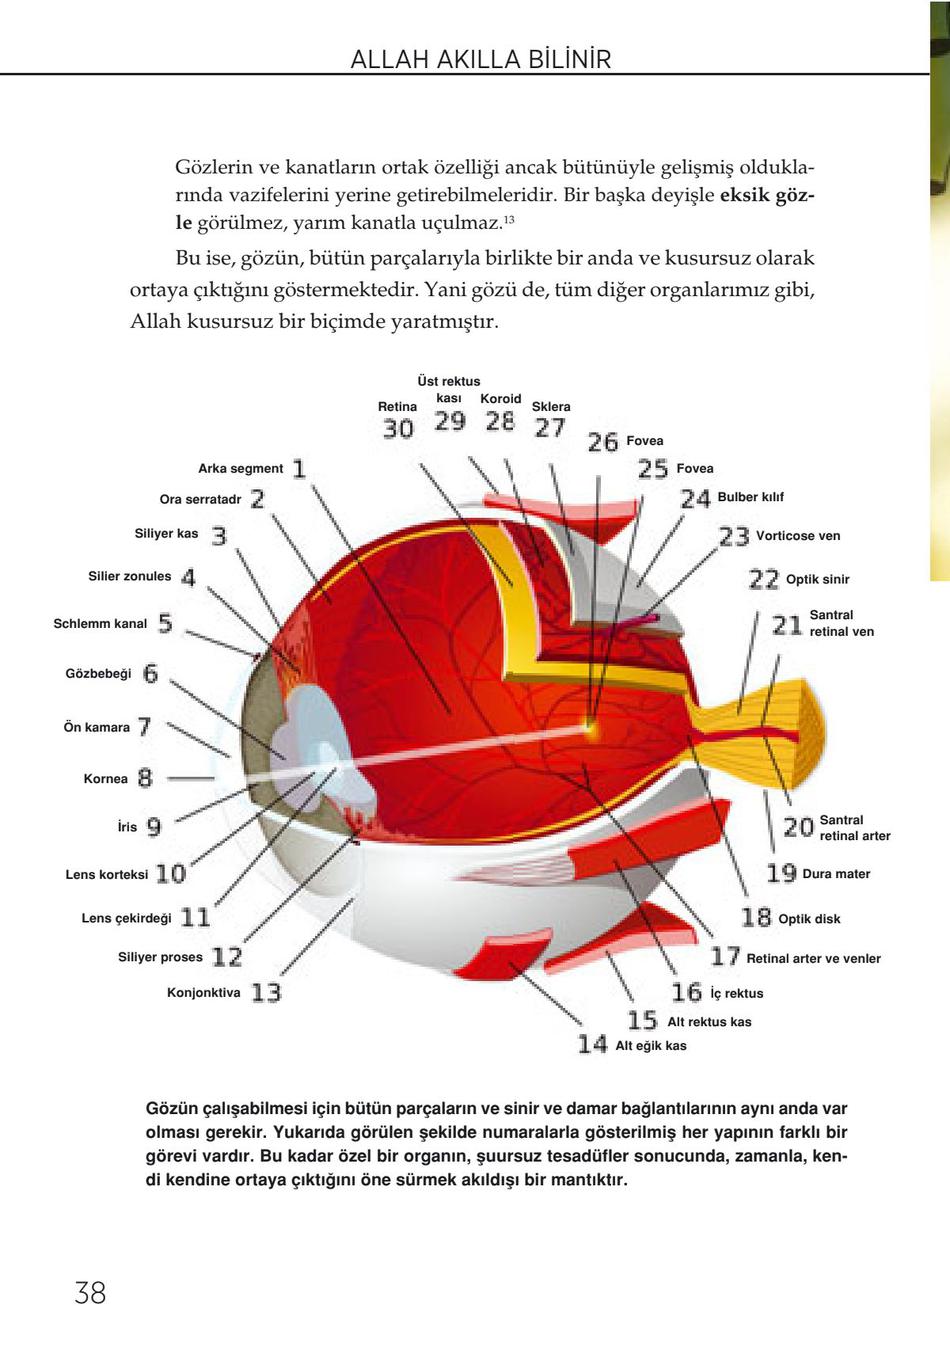 ALLAH AKILLA BİLİNİR
Gözlerin ve kanatların ortak özelliği ancak bütünüyle gelişmiş oldukla-
rında vazifelerini yerine getirebilmeleridir. Bir başka deyişle eksik göz-
le görülmez, yarım kanatla uçulmaz.¹³
Bu ise, gözün, bütün parçalarıyla birlikte bir anda ve kusursuz olarak
ortaya çıktığını göstermektedir. Yani gözü de, tüm diğer organlarımız gibi,
Allah kusursuz bir biçimde yaratmıştır.
Arka segment 1
Ora serratadr 2
Siliyer kas 3
Silier zonules 4
Schlemm kanal 5
Gözbebeği 6
Ön kamara 7
Kornea 8
İris 9
Lens korteksi 10
Lens çekirdeği 11
Siliyer proses 12
Konjonktiva 13
14 Alt eğik kas
15 Alt rektus kas
16 İç rektus
17 Retinal arter ve venler
18 Optik disk
19 Dura mater
20 Santral
retinal arter
21 Santral
retinal ven
22 Optik sinir
23 Vorticose ven
24 Bulber kılıf
25 Fovea
26 Fovea
Sklera
27
Koroid
28
Üst rektus
kası
29
Retina
30
Gözün çalışabilmesi için bütün parçaların ve sinir ve damar bağlantılarının aynı anda var
olması gerekir. Yukarıda görülen şekilde numaralarla gösterilmiş her yapının farklı bir
görevi vardır. Bu kadar özel bir organın, şuursuz tesadüfler sonucunda, zamanla, ken-
di kendine ortaya çıktığını öne sürmek akıldışı bir mantıktır.
38